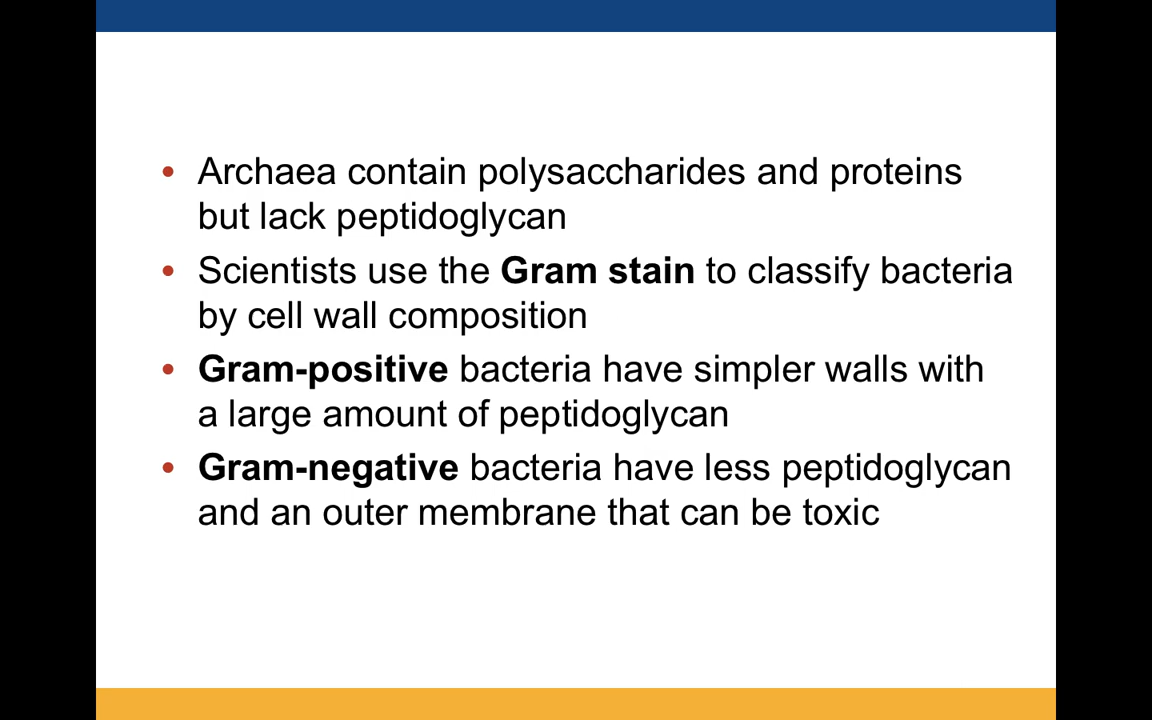 • Archaea contain polysaccharides and proteins
but lack peptidoglycan
• Scientists use the Gram stain to classify bacteria
by cell wall composition
• Gram-positive bacteria have simpler walls with
a large amount of peptidoglycan
• Gram-negative bacteria have less peptidoglycan
and an outer membrane that can be toxic